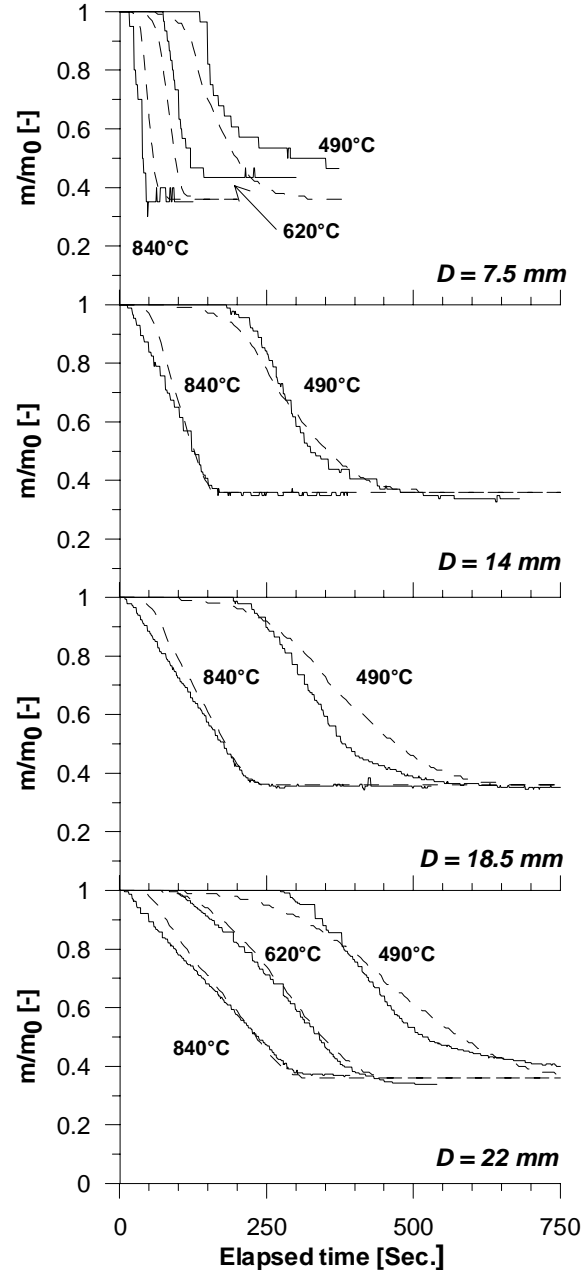 1
0.8
0.6
0.4
0.2
m/m0 [-]
490°C
620°C
840°C
D = 7.5 mm
1
0.8
0.6
0.4
0.2
m/m0 [-]
840°C
490°C
D = 14 mm
1
0.8
0.6
0.4
0.2
m/m0 [-]
840°C
490°C
D = 18.5 mm
1
0.8
0.6
0.4
0.2
0
m/m0 [-]
620°C
490°C
840°C
D = 22 mm
0 250 500 750
Elapsed time [Sec.]